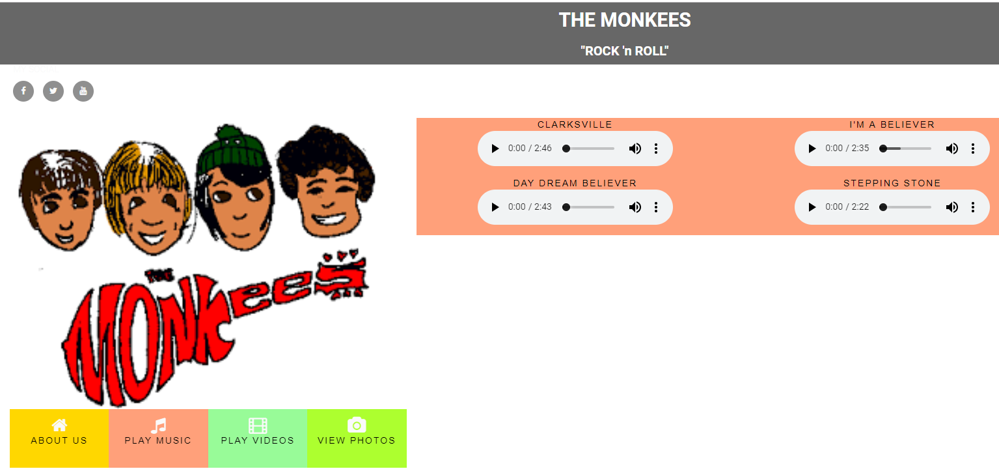 THE MONKEES
"ROCK 'n ROLL"
CLARKSVILLE
I'M A BELIEVER
0:00 / 2:46
0:00 / 2:35
DAY DREAM BELIEVER
STEPPING STONE
0:00 / 2:43
0:00 / 2:22
THE
MONKEES
ABOUT US
PLAY MUSIC
PLAY VIDEOS
VIEW PHOTOS